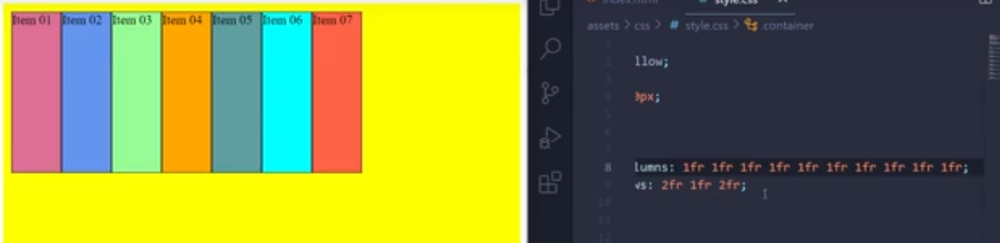 Item 01 Item 02 Item 03 Item 04 Item 05 Item 06 Item 07
index.html style.css
assets > css > # style.css > .container
1
2 llow;
3
4 px;
5
6
7
8 lumns: 1fr 1fr 1fr 1fr 1fr 1fr 1fr 1fr 1fr 1fr;
9 ws: 2fr 1fr 2fr;
10
11
12